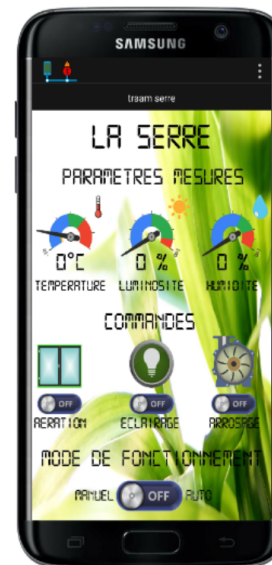 SAMSUNG
traam serre
LA SERRE
PARAMETRES MESURES
0°C 0 % 0 %
TEMPERATURE LUMINOSITE HUMIDITE
COMMANDES
OFF OFF OFF
AERATION ECLAIRAGE ARROSAGE
MODE DE FONCTIONNEMENT
MANUEL OFF AUTO